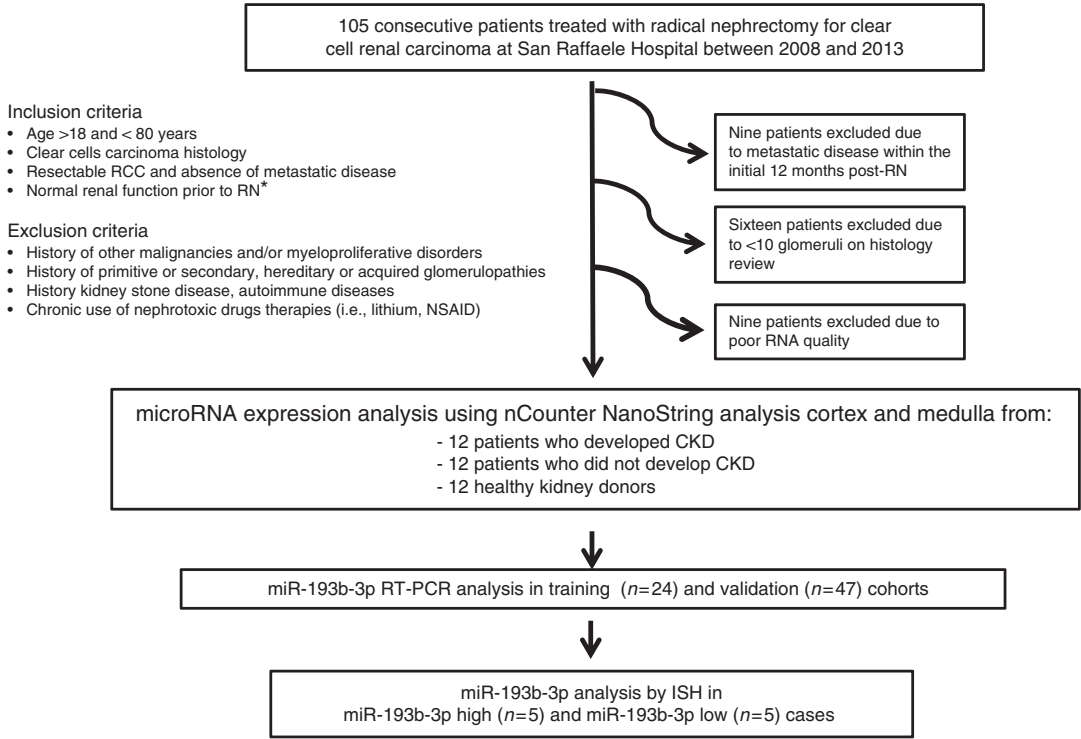 105 consecutive patients treated with radical nephrectomy for clear
cell renal carcinoma at San Raffaele Hospital between 2008 and 2013
Inclusion criteria
• Age >18 and < 80 years
• Clear cells carcinoma histology
• Resectable RCC and absence of metastatic disease
• Normal renal function prior to RN*
Exclusion criteria
• History of other malignancies and/or myeloproliferative disorders
• History of primitive or secondary, hereditary or acquired glomerulopathies
• History kidney stone disease, autoimmune diseases
• Chronic use of nephrotoxic drugs therapies (i.e., lithium, NSAID)
Nine patients excluded due
to metastatic disease within the
initial 12 months post-RN
Sixteen patients excluded due
to <10 glomeruli on histology
review
Nine patients excluded due to
poor RNA quality
microRNA expression analysis using nCounter NanoString analysis cortex and medulla from:
- 12 patients who developed CKD
- 12 patients who did not develop CKD
- 12 healthy kidney donors
miR-193b-3p RT-PCR analysis in training (n=24) and validation (n=47) cohorts
miR-193b-3p analysis by ISH in
miR-193b-3p high (n=5) and miR-193b-3p low (n=5) cases